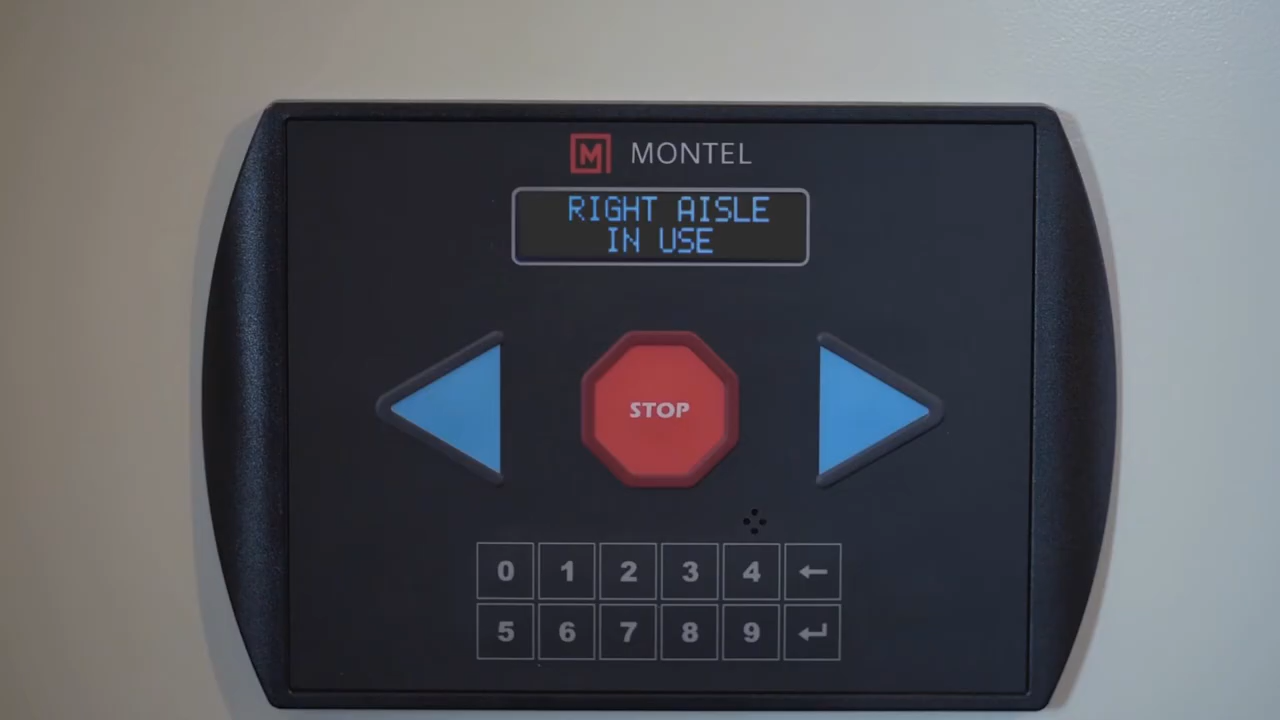 M MONTEL
RIGHT AISLE
IN USE
STOP
0 1 2 3 4 ←
5 6 7 8 9 ↵